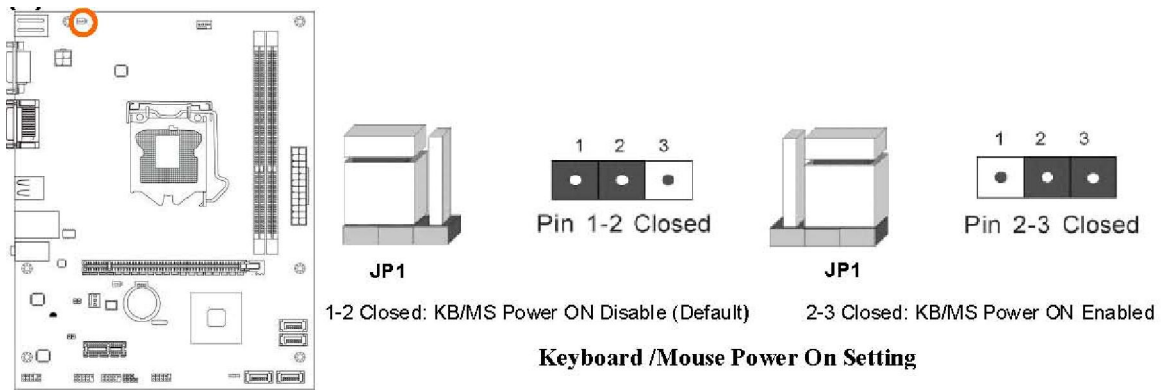 1 2 3
Pin 1-2 Closed
JP1
1-2 Closed: KB/MS Power ON Disable (Default)
1 2 3
Pin 2-3 Closed
JP1
2-3 Closed: KB/MS Power ON Enabled
Keyboard /Mouse Power On Setting